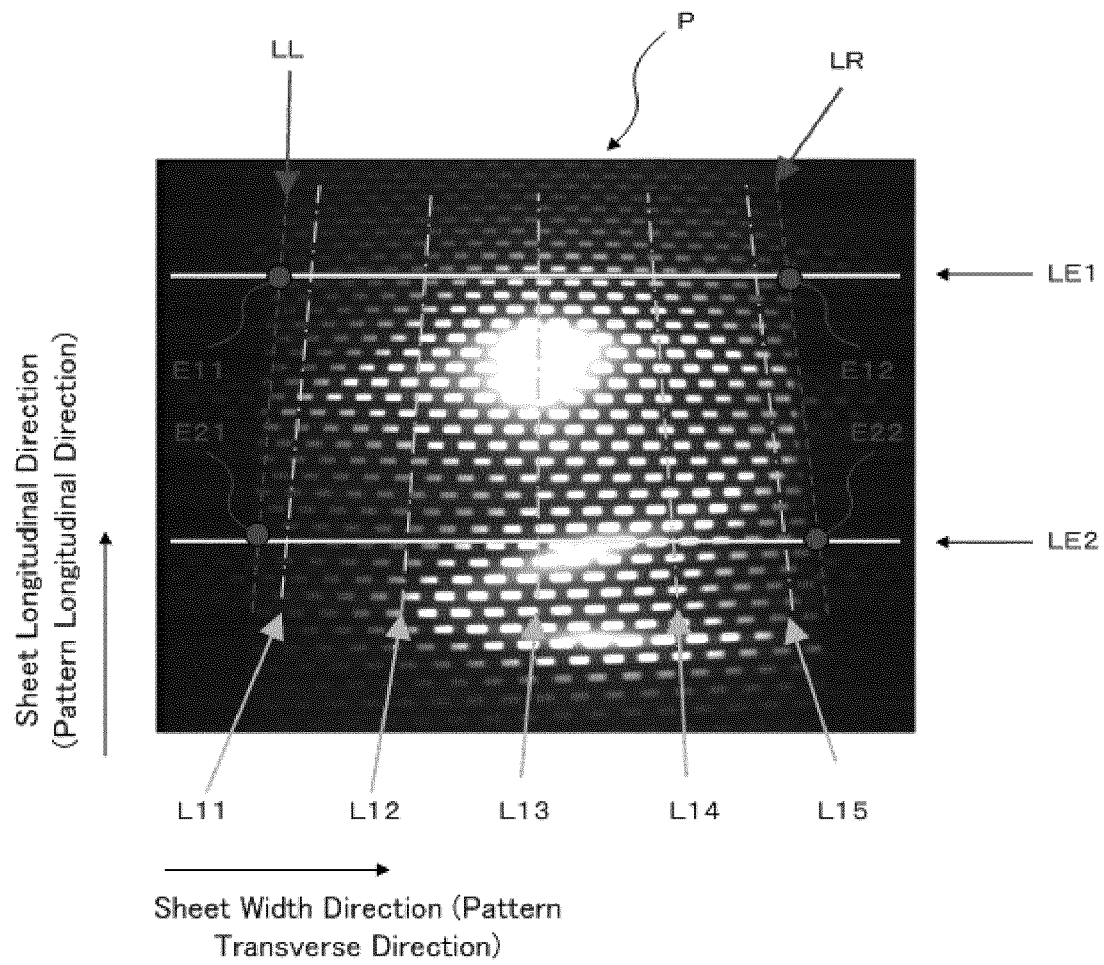 P
LL
LR
LE1
E11
E12
E21
E22
LE2
Sheet Longitudinal Direction
(Pattern Longitudinal Direction)
L11
L12
L13
L14
L15
Sheet Width Direction (Pattern
Transverse Direction)